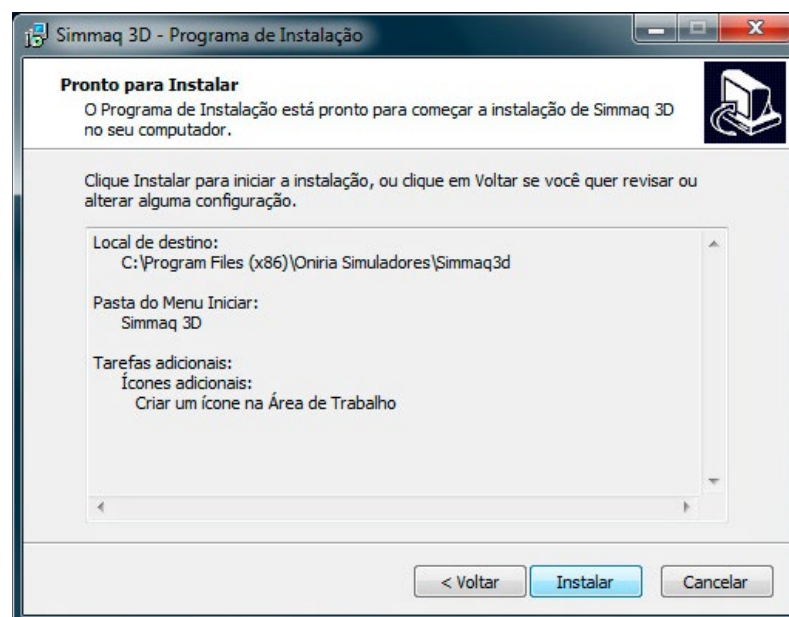 Simmaq 3D - Programa de Instalação
Pronto para Instalar
O Programa de Instalação está pronto para começar a instalação de Simmaq 3D
no seu computador.
Clique Instalar para iniciar a instalação, ou clique em Voltar se você quer revisar ou
alterar alguma configuração.
Local de destino:
C:\Program Files (x86)\Oniria Simuladores\Simmaq3d
Pasta do Menu Iniciar:
Simmaq 3D
Tarefas adicionais:
Ícones adicionais:
Criar um ícone na Área de Trabalho
< Voltar
Instalar
Cancelar